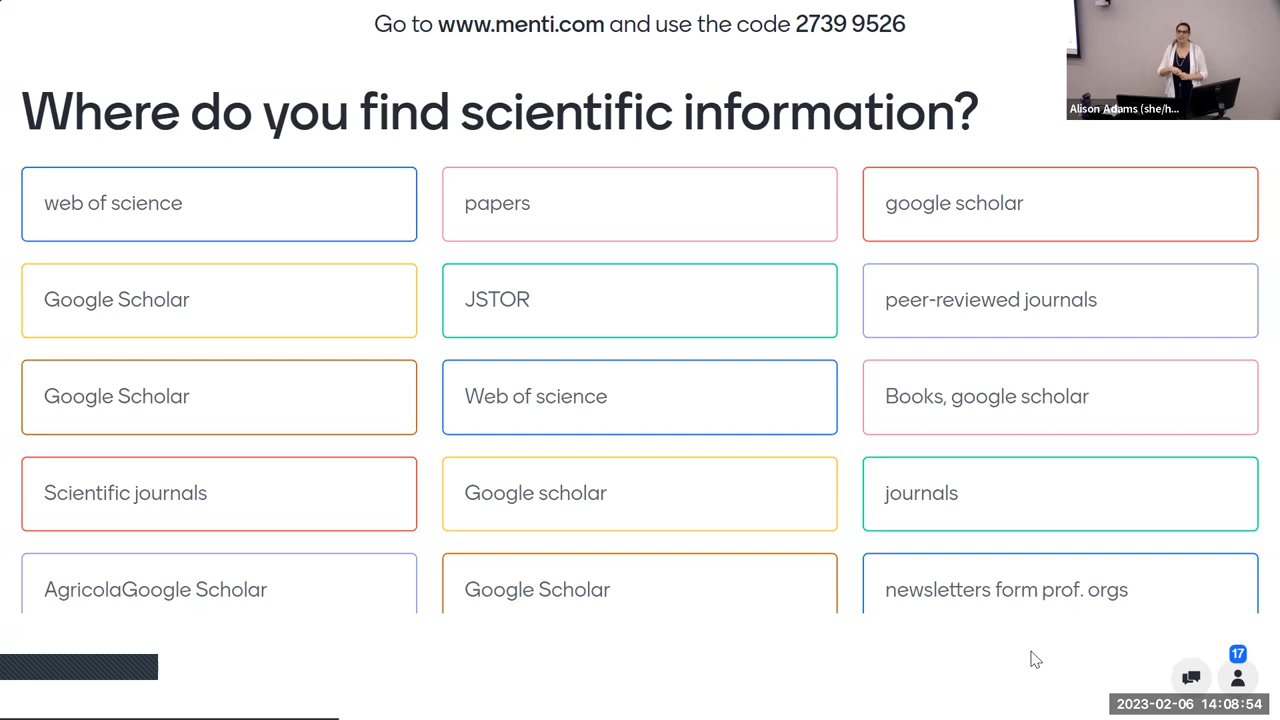 Go to www.menti.com and use the code 2739 9526
Alison Adams (she/h...
Where do you find scientific information?
web of science
papers
google scholar
Google Scholar
JSTOR
peer-reviewed journals
Google Scholar
Web of science
Books, google scholar
Scientific journals
Google scholar
journals
AgricolaGoogle Scholar
Google Scholar
newsletters form prof. orgs
17
2023-02-06 14:08:54